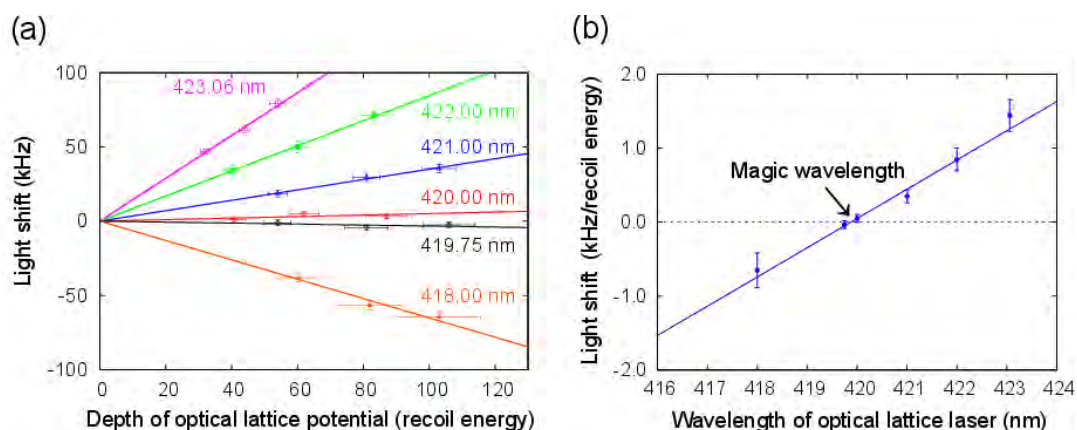 (a)
100
50
0
-50
-100
Light shift (kHz)
423.06 nm
422.00 nm
421.00 nm
420.00 nm
419.75 nm
418.00 nm
0 20 40 60 80 100 120
Depth of optical lattice potential (recoil energy)
(b)
2.0
1.0
0.0
-1.0
-2.0
Light shift (kHz/recoil energy)
Magic wavelength
416 417 418 419 420 421 422 423 424
Wavelength of optical lattice laser (nm)